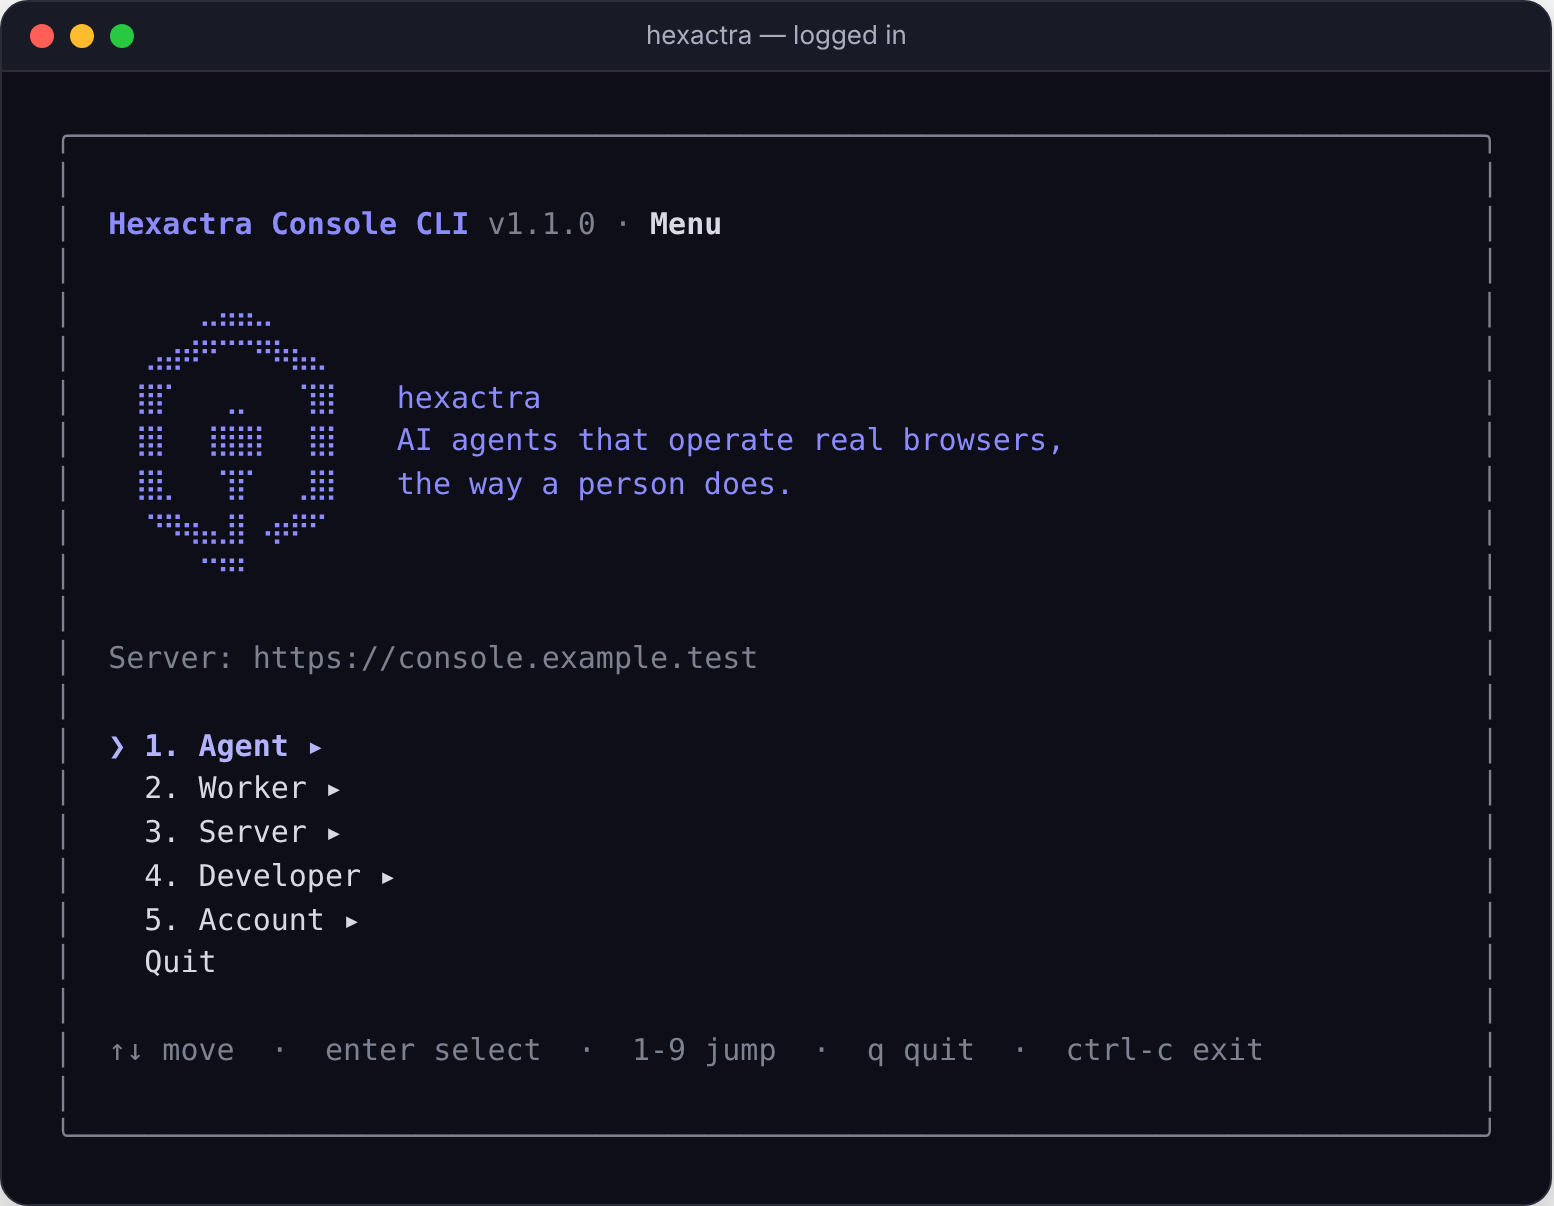 hexactra — logged in
Hexactra Console CLI v1.1.0 · Menu
hexactra
AI agents that operate real browsers,
the way a person does.
Server: https://console.example.test
❯ 1. Agent ▸
2. Worker ▸
3. Server ▸
4. Developer ▸
5. Account ▸
Quit
↑↓ move · enter select · 1-9 jump · q quit · ctrl-c exit